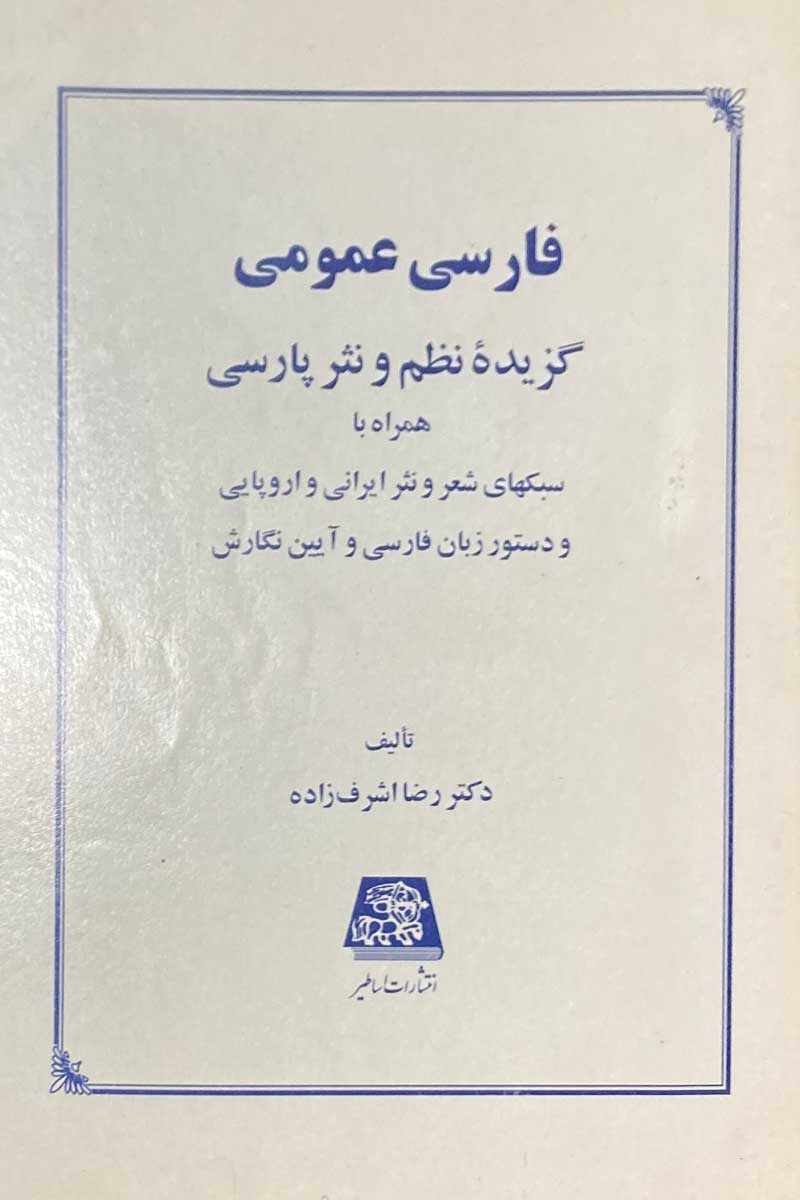 فارسی عمومی
گزیدهٔ نظم و نثر پارسی
همراه با
سبکهای شعر و نثر ایرانی و اروپایی
و دستور زبان فارسی و آیین نگارش
تألیف
دکتر رضا اشرف‌زاده
انتشارات اساطیر